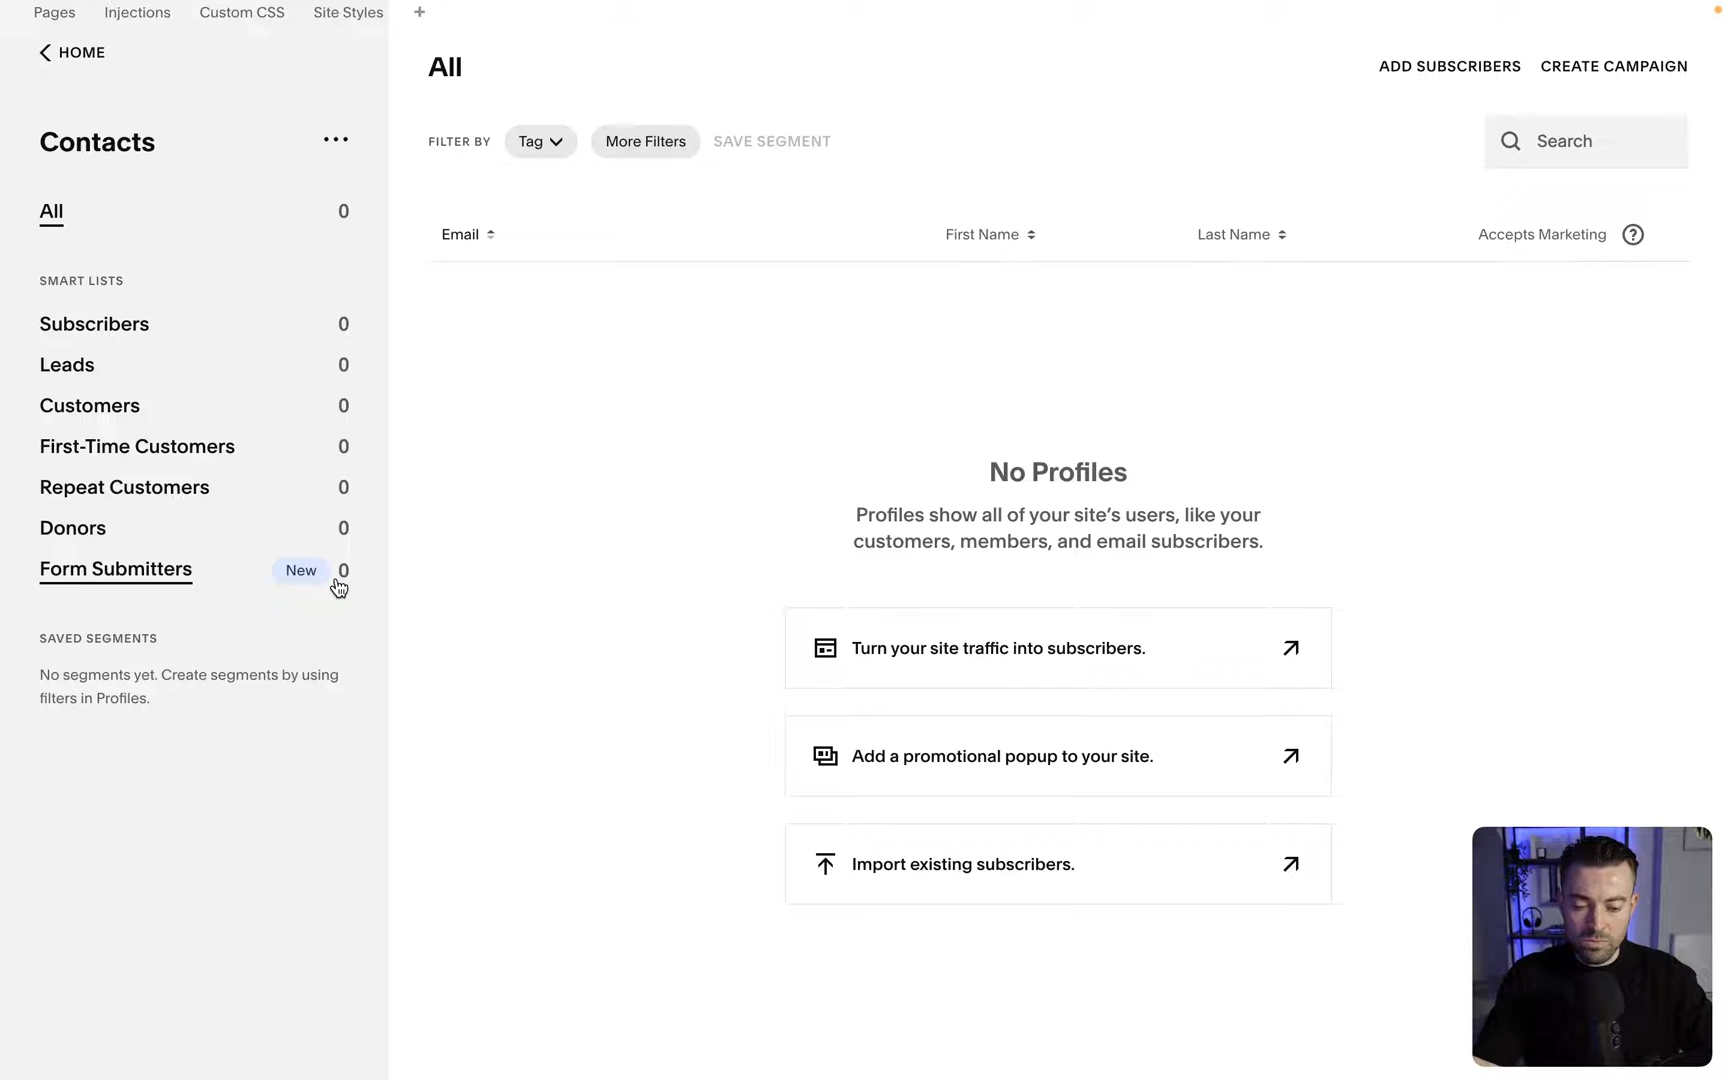 Pages Injections Custom CSS Site Styles +
HOME
Contacts
All 0
SMART LISTS
Subscribers 0
Leads 0
Customers 0
First-Time Customers 0
Repeat Customers 0
Donors 0
Form Submitters New 0
SAVED SEGMENTS
No segments yet. Create segments by using
filters in Profiles.
All
ADD SUBSCRIBERS CREATE CAMPAIGN
FILTER BY Tag More Filters SAVE SEGMENT
Search
Email First Name Last Name Accepts Marketing ?
No Profiles
Profiles show all of your site’s users, like your
customers, members, and email subscribers.
Turn your site traffic into subscribers.
Add a promotional popup to your site.
Import existing subscribers.